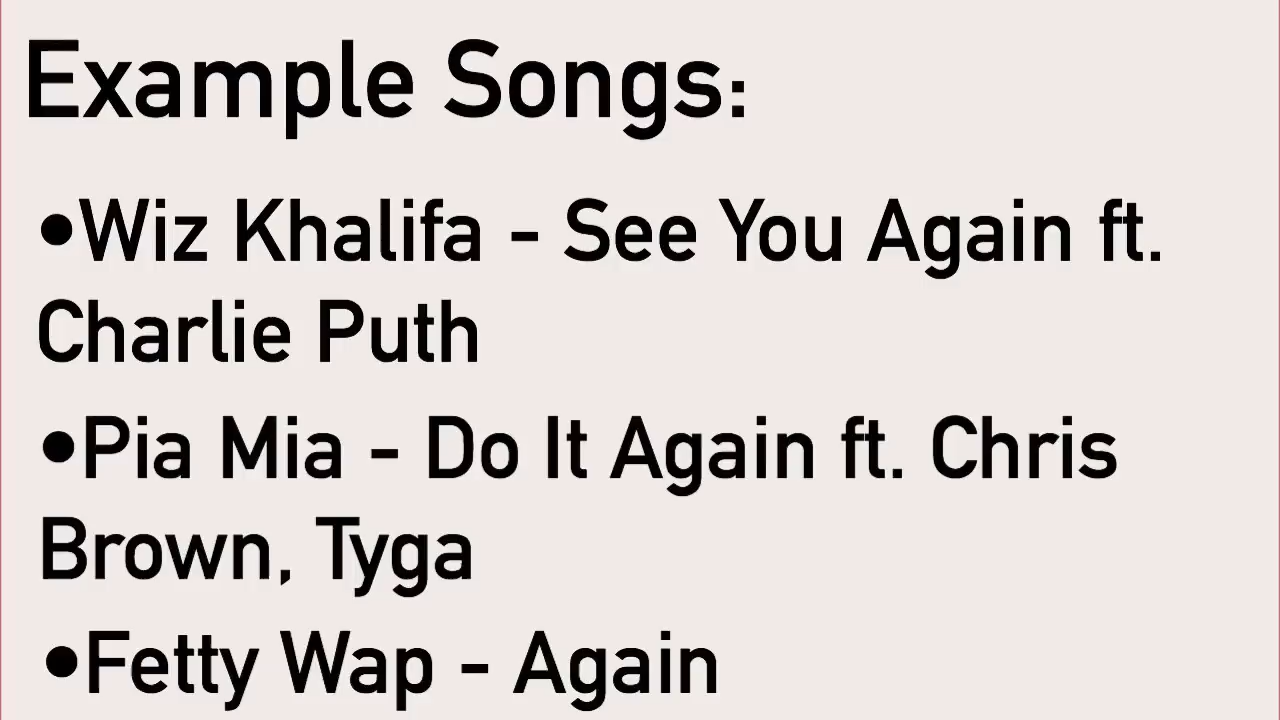 Example Songs:
•Wiz Khalifa - See You Again ft.
Charlie Puth
•Pia Mia - Do It Again ft. Chris
Brown, Tyga
•Fetty Wap - Again